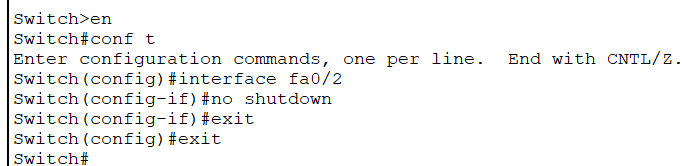 Switch>en
Switch#conf t
Enter configuration commands, one per line.  End with CNTL/Z.
Switch(config)#interface fa0/2
Switch(config-if)#no shutdown
Switch(config-if)#exit
Switch(config)#exit
Switch#